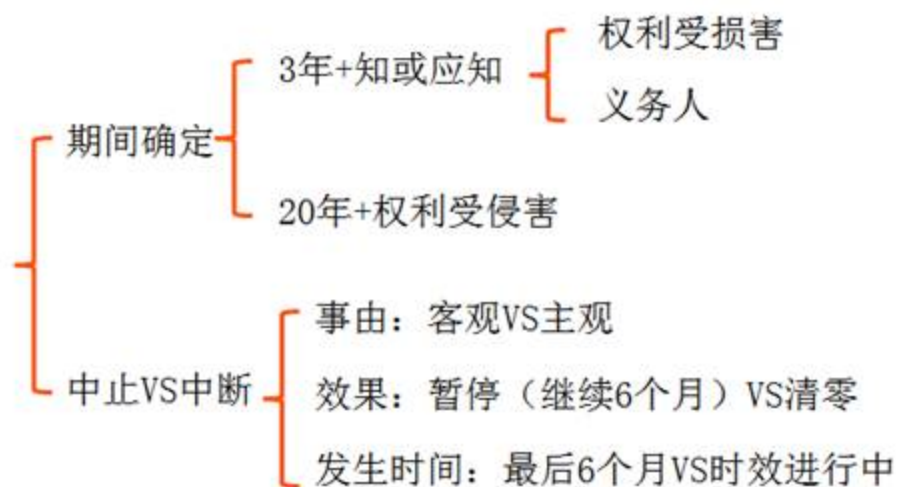 期间确定
3年+知或应知
权利受损害
义务人
20年+权利受侵害
中止VS中断
事由：客观VS主观
效果：暂停（继续6个月）VS清零
发生时间：最后6个月VS时效进行中